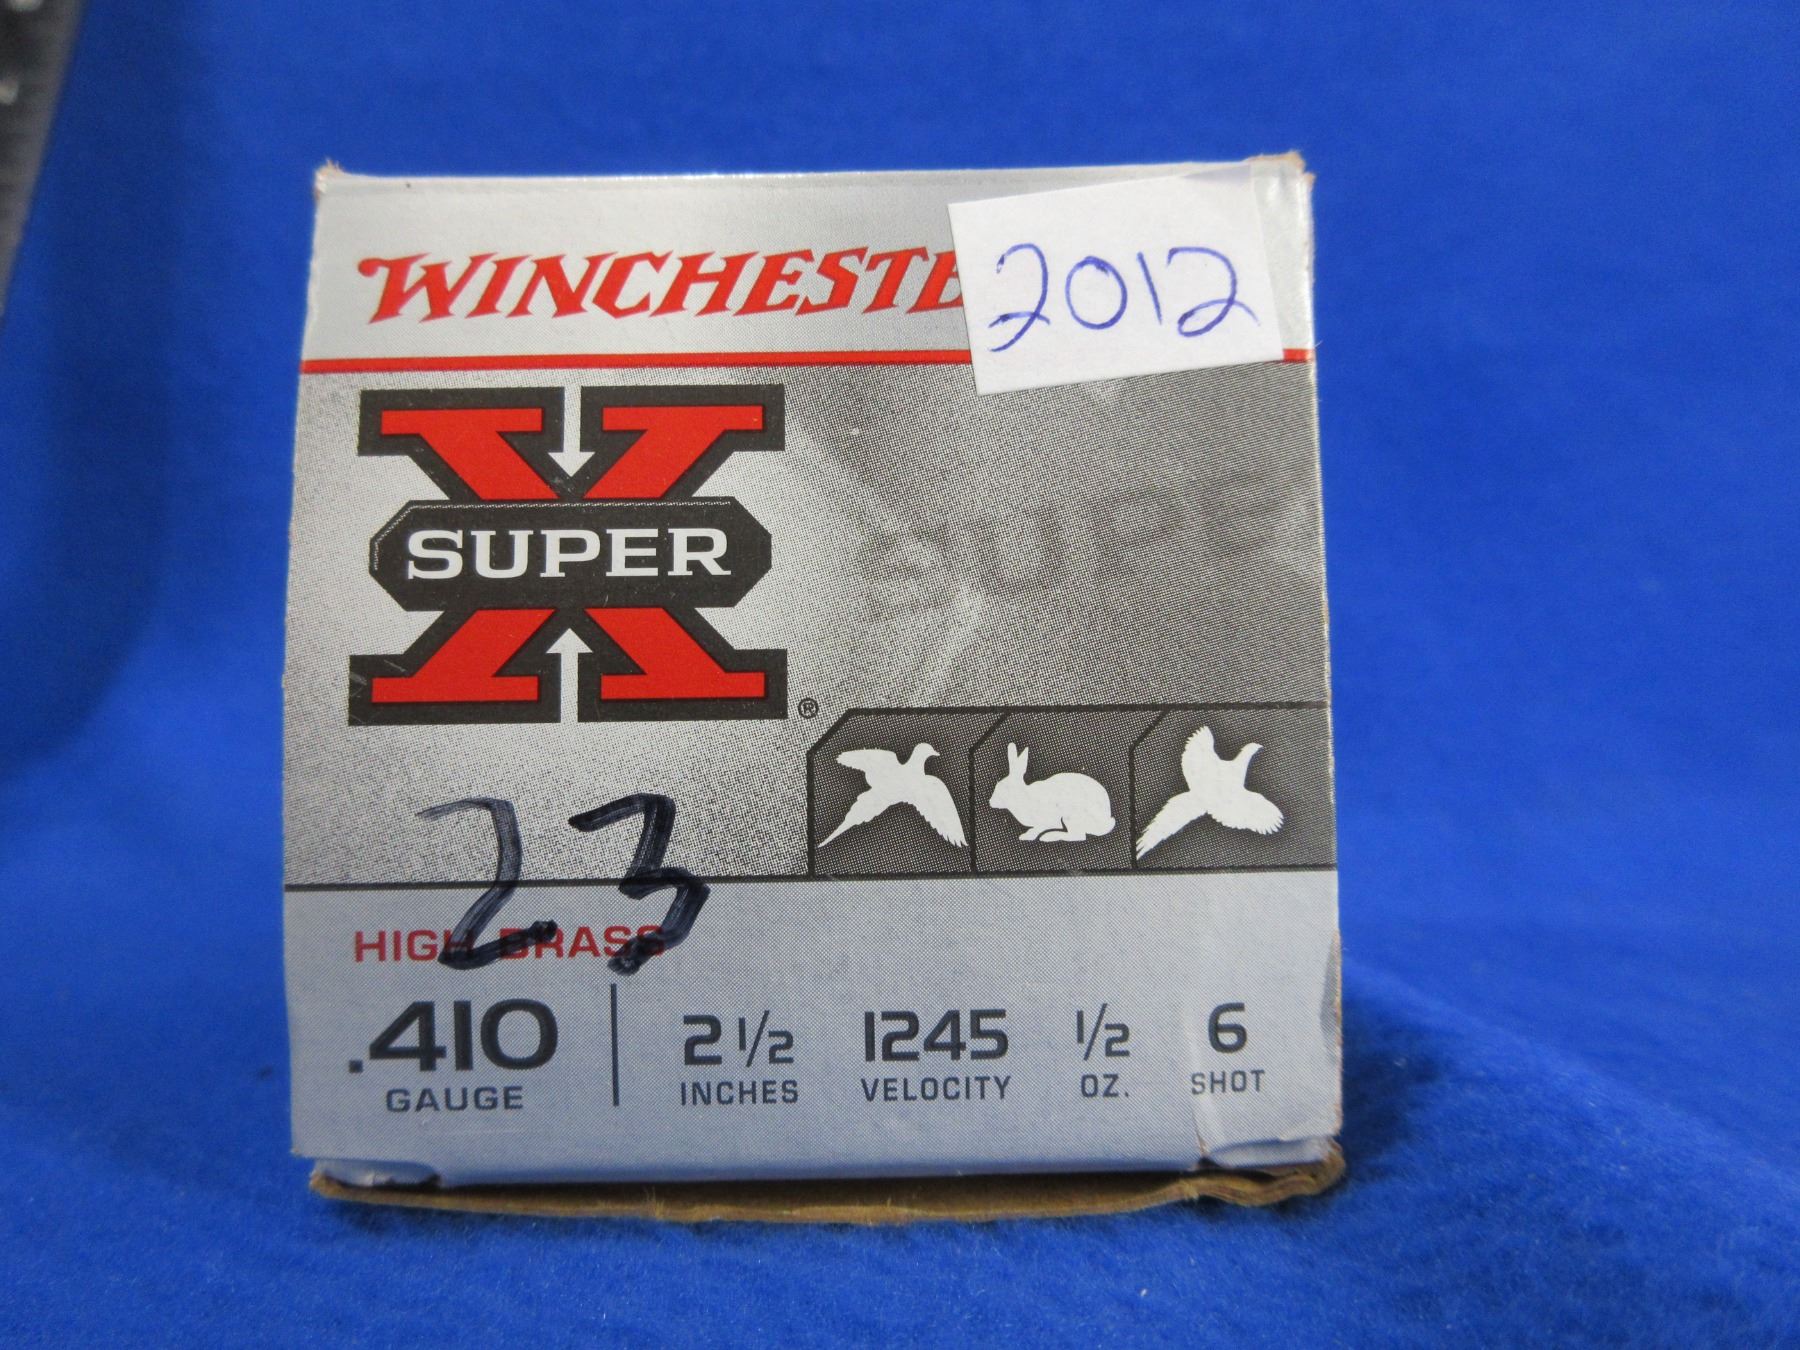 WINCHESTE
2012
X
SUPER
®
SUPE
23
HIGH BRASS
.410 GAUGE
2 1/2 INCHES
1245 VELOCITY
1/2 OZ.
6 SHOT